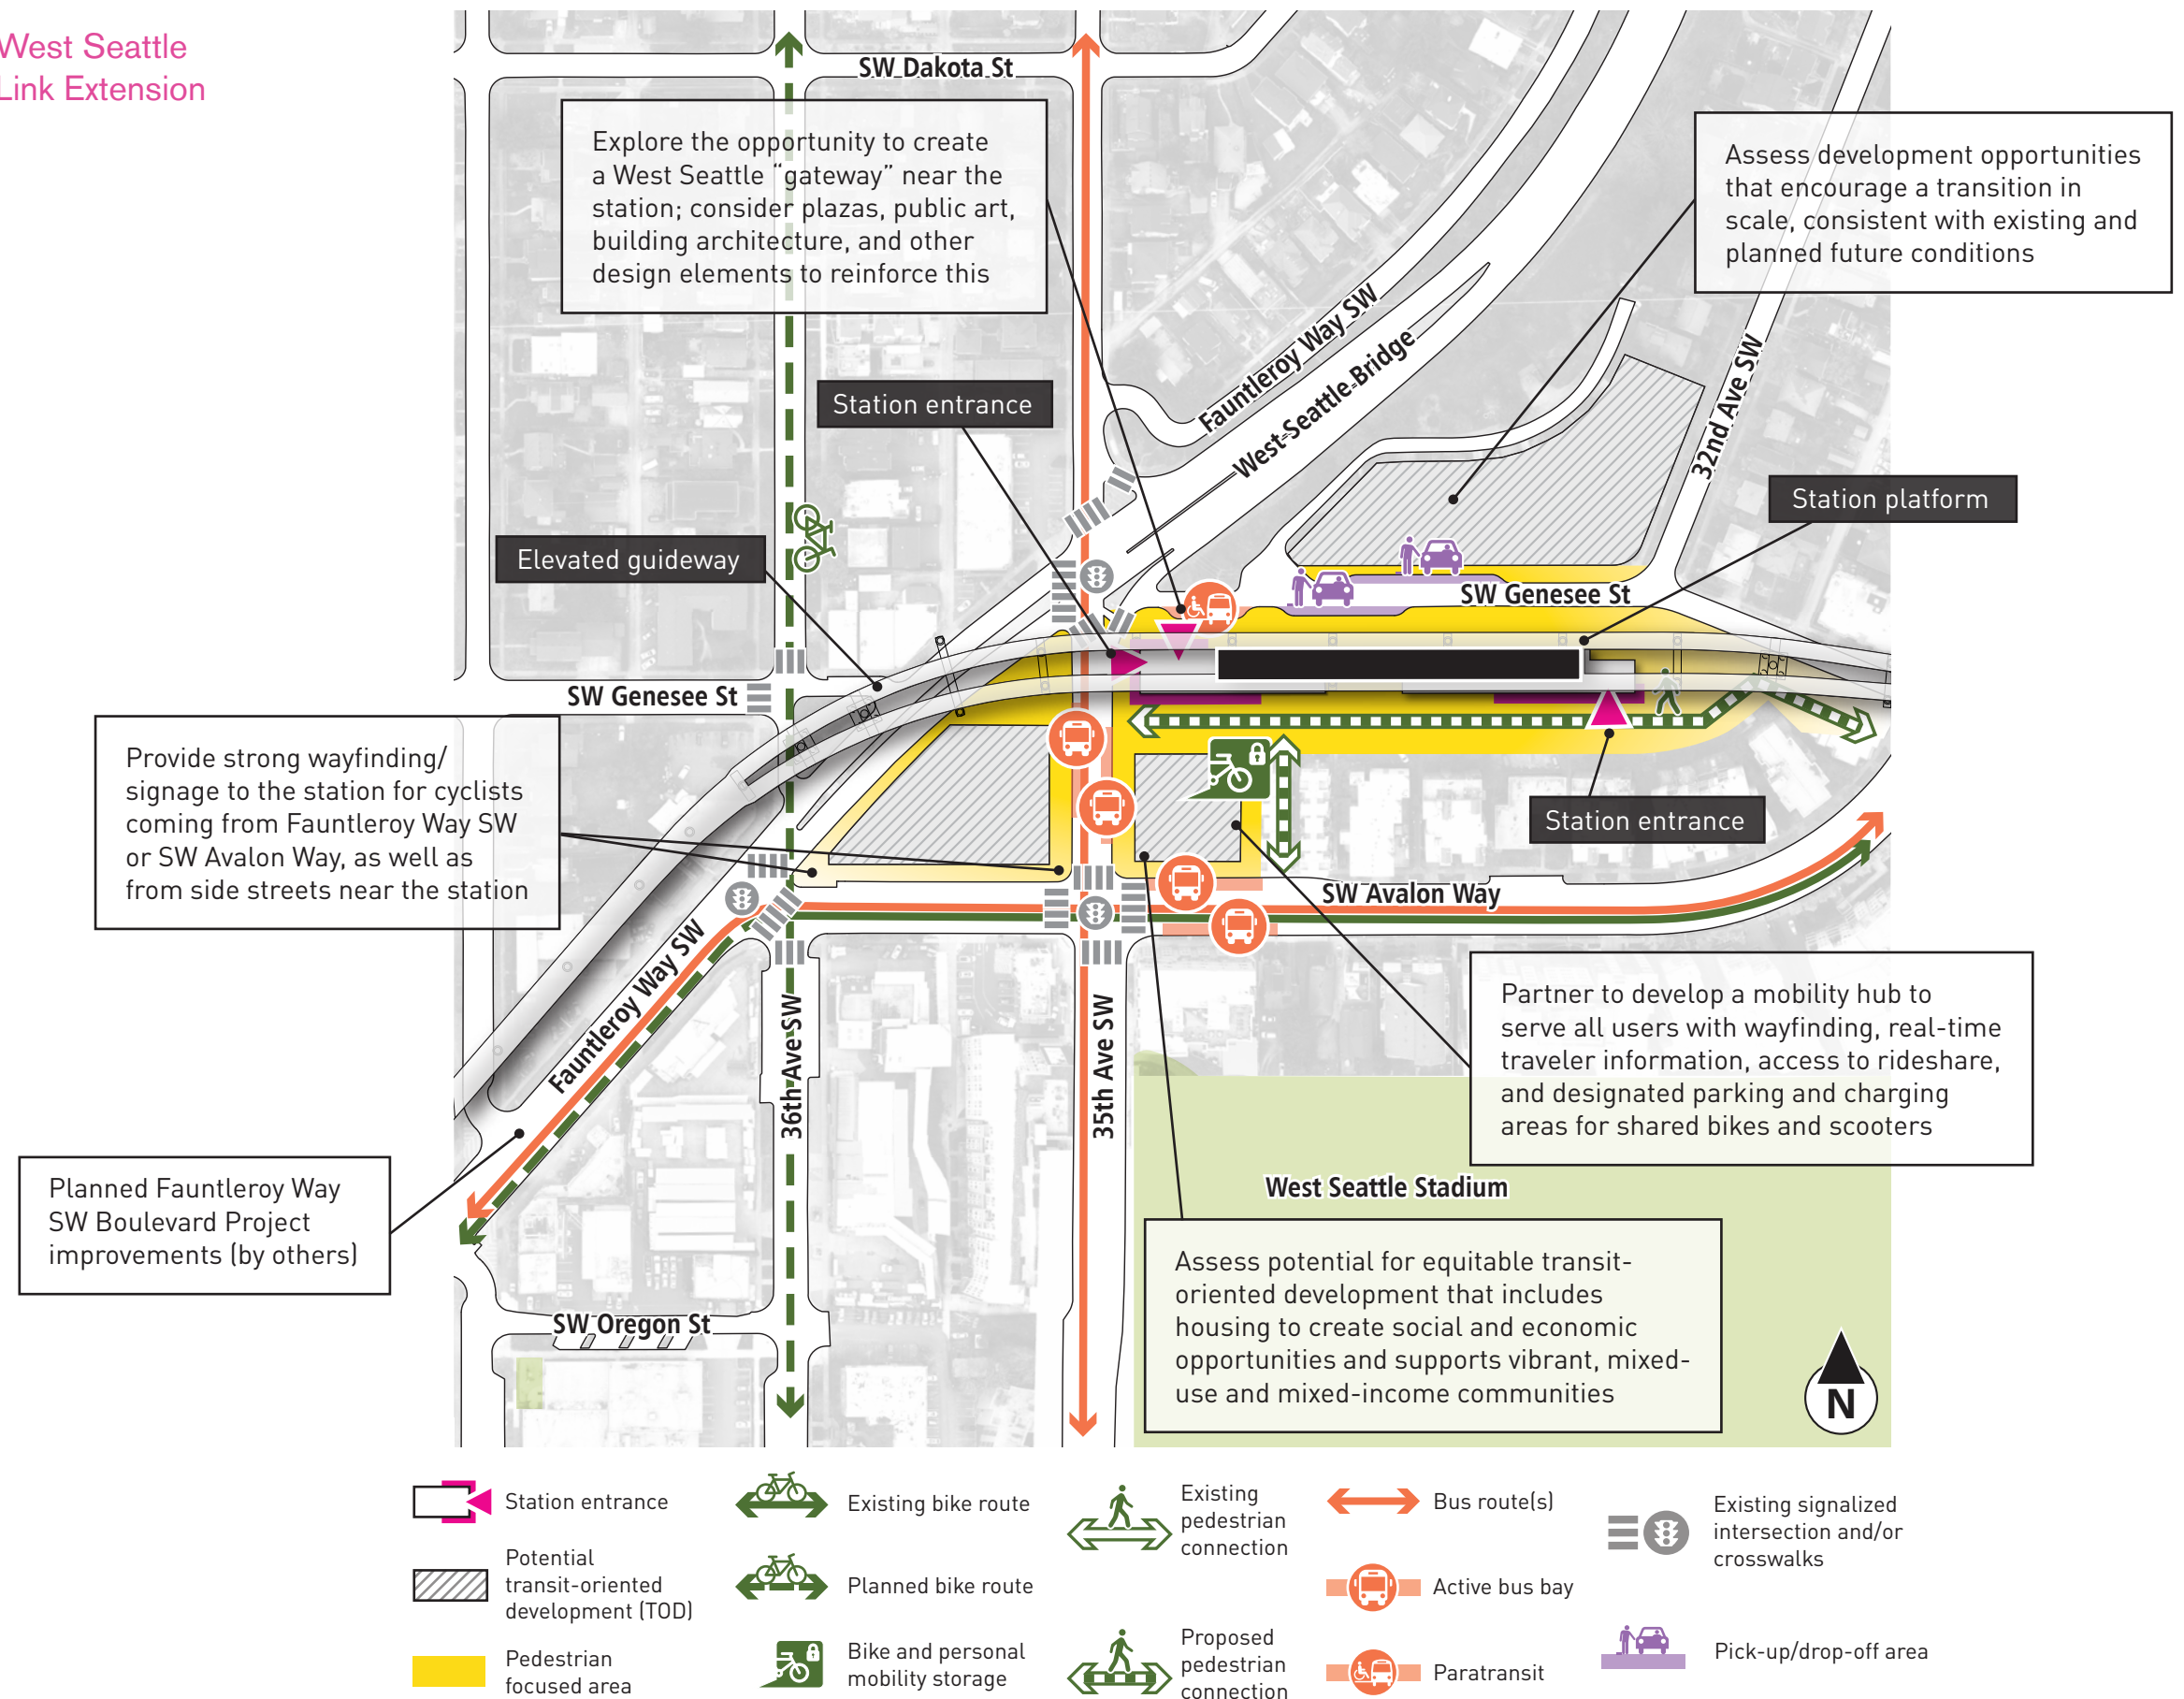 West Seattle
Link Extension
SW Dakota St
Explore the opportunity to create
a West Seattle “gateway” near the
station; consider plazas, public art,
building architecture, and other
design elements to reinforce this
Assess development opportunities
that encourage a transition in
scale, consistent with existing and
planned future conditions
Fauntleroy Way SW
West Seattle Bridge
32nd Ave SW
Station entrance
Station platform
Elevated guideway
SW Genesee St
SW Genesee St
Provide strong wayfinding/
signage to the station for cyclists
coming from Fauntleroy Way SW
or SW Avalon Way, as well as
from side streets near the station
Station entrance
SW Avalon Way
Fauntleroy Way SW
36th Ave SW
35th Ave SW
Partner to develop a mobility hub to
serve all users with wayfinding, real-time
traveler information, access to rideshare,
and designated parking and charging
areas for shared bikes and scooters
Planned Fauntleroy Way
SW Boulevard Project
improvements (by others)
West Seattle Stadium
Assess potential for equitable transit-
oriented development that includes
housing to create social and economic
opportunities and supports vibrant, mixed-
use and mixed-income communities
SW Oregon St
N
Station entrance
Potential
transit-oriented
development (TOD)
Pedestrian
focused area
Existing bike route
Planned bike route
Bike and personal
mobility storage
Existing
pedestrian
connection
Proposed
pedestrian
connection
Bus route(s)
Active bus bay
Paratransit
Existing signalized
intersection and/or
crosswalks
Pick-up/drop-off area